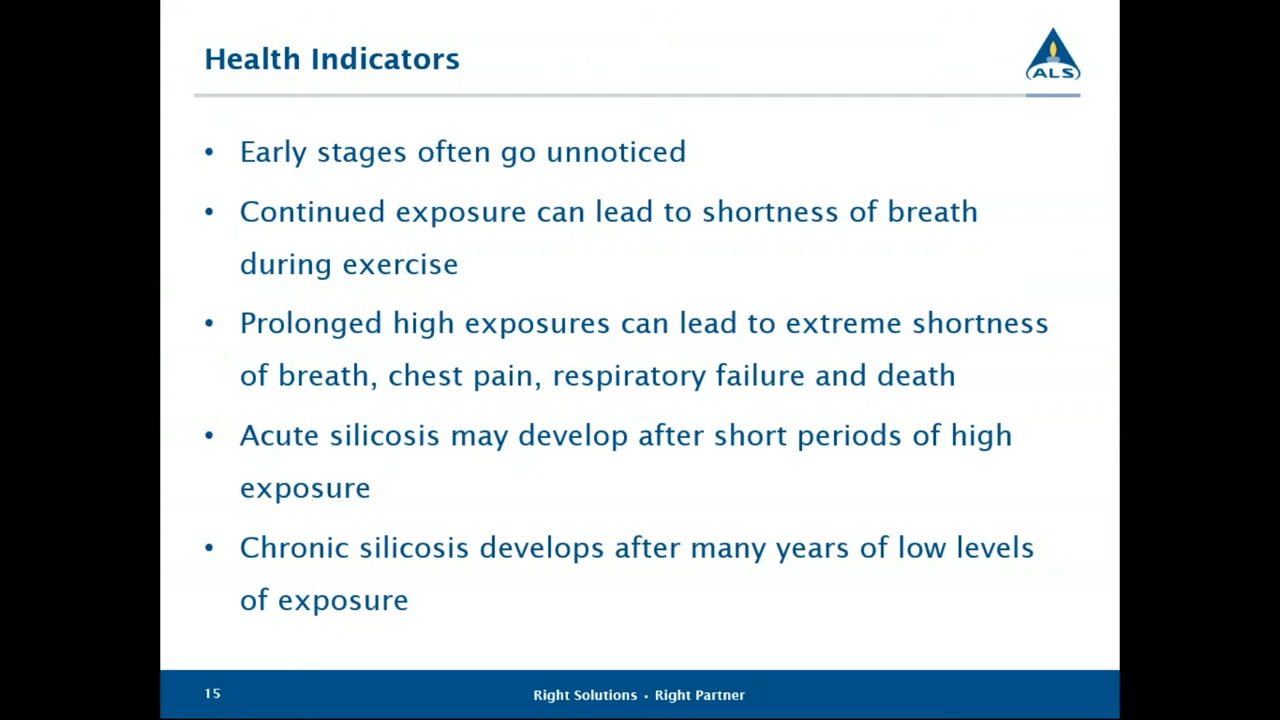 Health Indicators
ALS
• Early stages often go unnoticed
• Continued exposure can lead to shortness of breath
during exercise
• Prolonged high exposures can lead to extreme shortness
of breath, chest pain, respiratory failure and death
• Acute silicosis may develop after short periods of high
exposure
• Chronic silicosis develops after many years of low levels
of exposure
15
Right Solutions • Right Partner